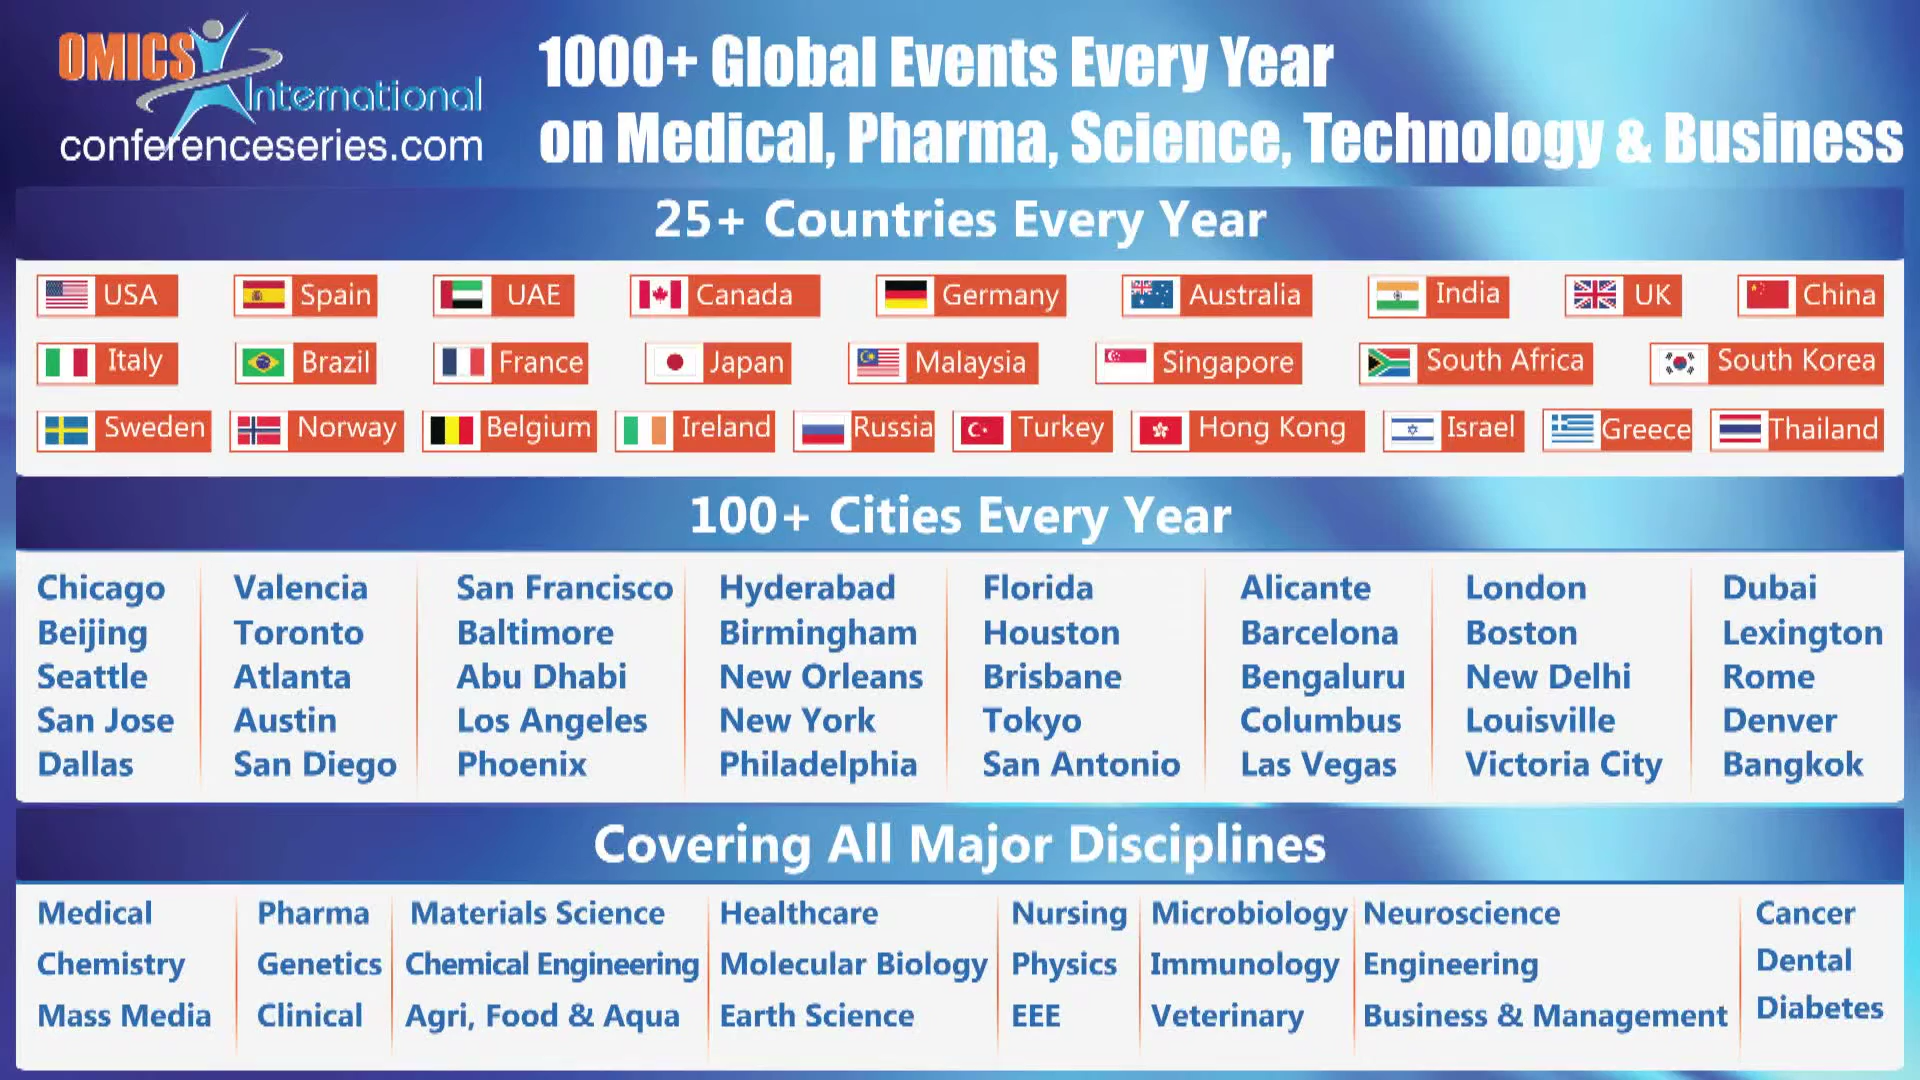 OMICS International
conferenceseries.com
1000+ Global Events Every Year
on Medical, Pharma, Science, Technology & Business
25+ Countries Every Year
USA Spain UAE Canada Germany Australia India UK China
Italy Brazil France Japan Malaysia Singapore South Africa South Korea
Sweden Norway Belgium Ireland Russia Turkey Hong Kong Israel Greece Thailand
100+ Cities Every Year
Chicago Valencia San Francisco Hyderabad Florida Alicante London Dubai
Beijing Toronto Baltimore Birmingham Houston Barcelona Boston Lexington
Seattle Atlanta Abu Dhabi New Orleans Brisbane Bengaluru New Delhi Rome
San Jose Austin Los Angeles New York Tokyo Columbus Louisville Denver
Dallas San Diego Phoenix Philadelphia San Antonio Las Vegas Victoria City Bangkok
Covering All Major Disciplines
Medical Pharma Materials Science Healthcare Nursing Microbiology Neuroscience Cancer
Chemistry Genetics Chemical Engineering Molecular Biology Physics Immunology Engineering Dental
Mass Media Clinical Agri, Food & Aqua Earth Science EEE Veterinary Business & Management Diabetes